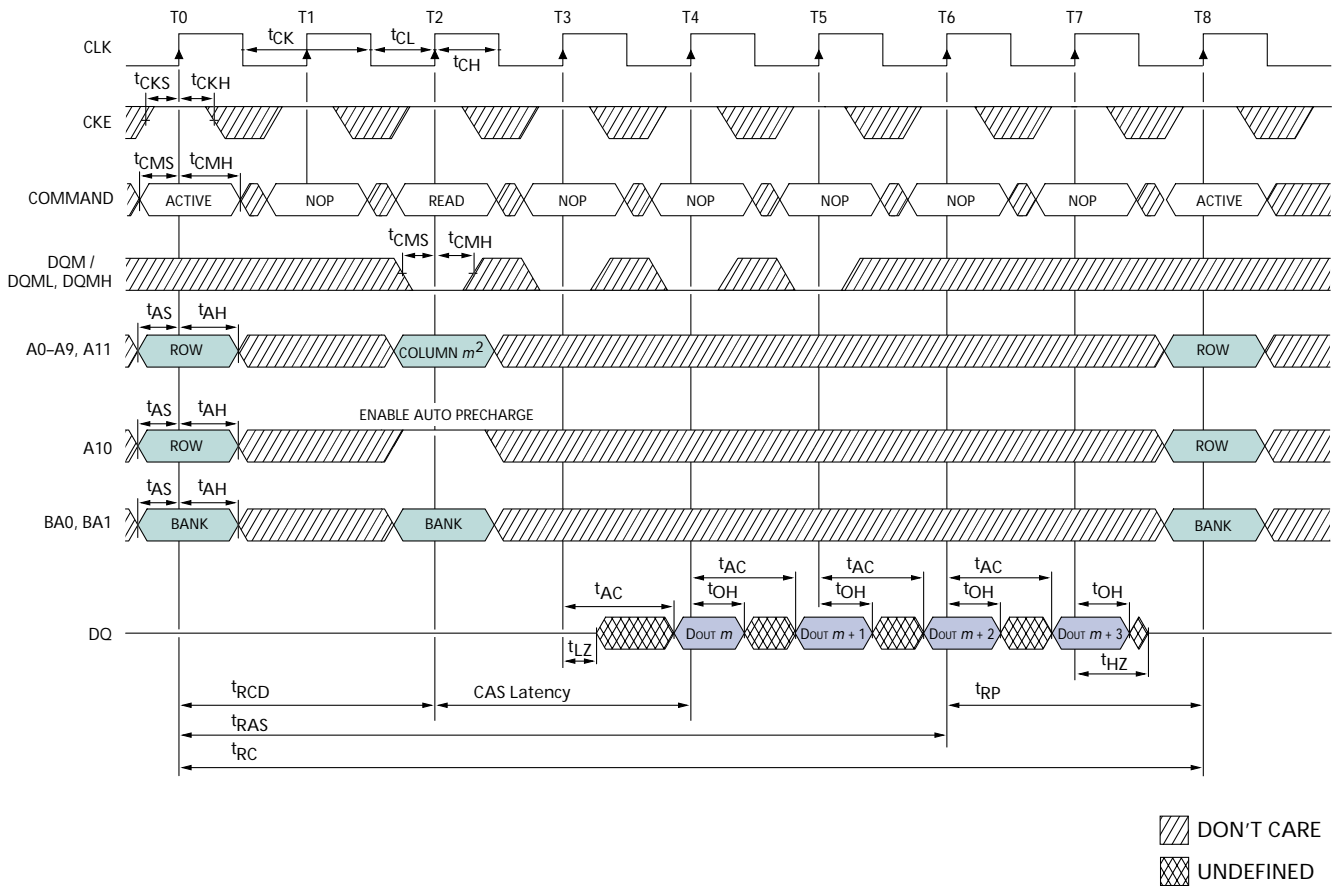 T0 T1 T2 T3 T4 T5 T6 T7 T8
CLK
tCK tCL
tCH
tCKS tCKH
CKE
tCMS tCMH
COMMAND ACTIVE NOP READ NOP NOP NOP NOP NOP ACTIVE
tCMS tCMH
DQM /
DQML, DQMH
tAS tAH
A0–A9, A11 ROW COLUMN m2 ROW
ENABLE AUTO PRECHARGE
tAS tAH
A10 ROW ROW
tAS tAH
BA0, BA1 BANK BANK BANK
tAC tAC tAC tAC
tOH tOH tOH tOH
DQ DOUT m DOUT m + 1 DOUT m + 2 DOUT m + 3
tLZ tHZ
tRCD CAS Latency tRP
tRAS
tRC
DON'T CARE
UNDEFINED